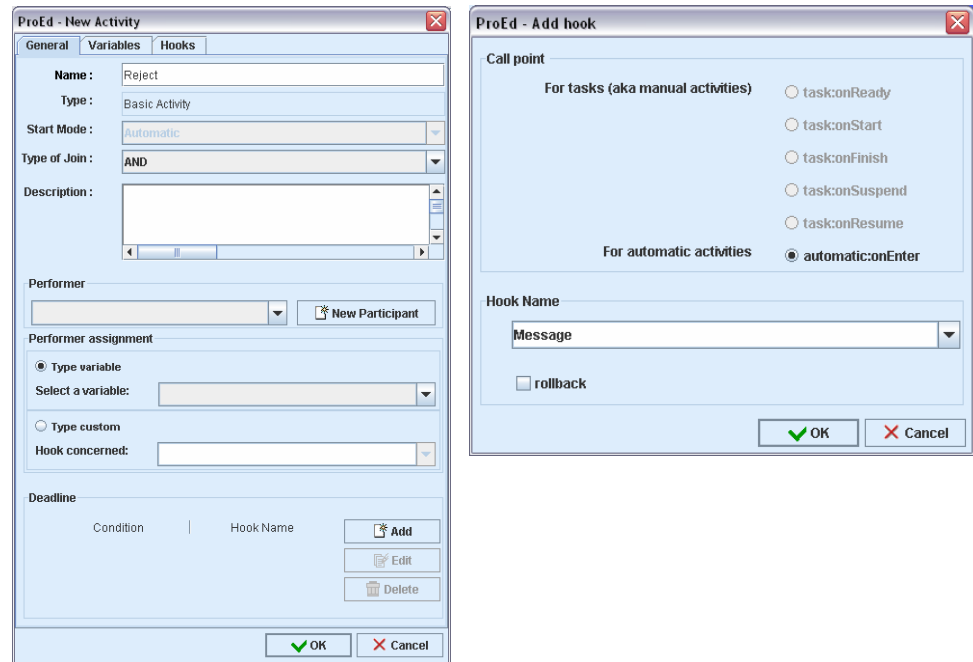 ProEd - New Activity
General Variables Hooks
Name : Reject
Type : Basic Activity
Start Mode : Automatic
Type of Join : AND
Description :
Performer
New Participant
Performer assignment
Type variable
Select a variable:
Type custom
Hook concerned:
Deadline
Condition Hook Name Add
Edit
Delete
OK Cancel
ProEd - Add hook
Call point
For tasks (aka manual activities) task:onReady
task:onStart
task:onFinish
task:onSuspend
task:onResume
For automatic activities automatic:onEnter
Hook Name
Message
rollback
OK Cancel